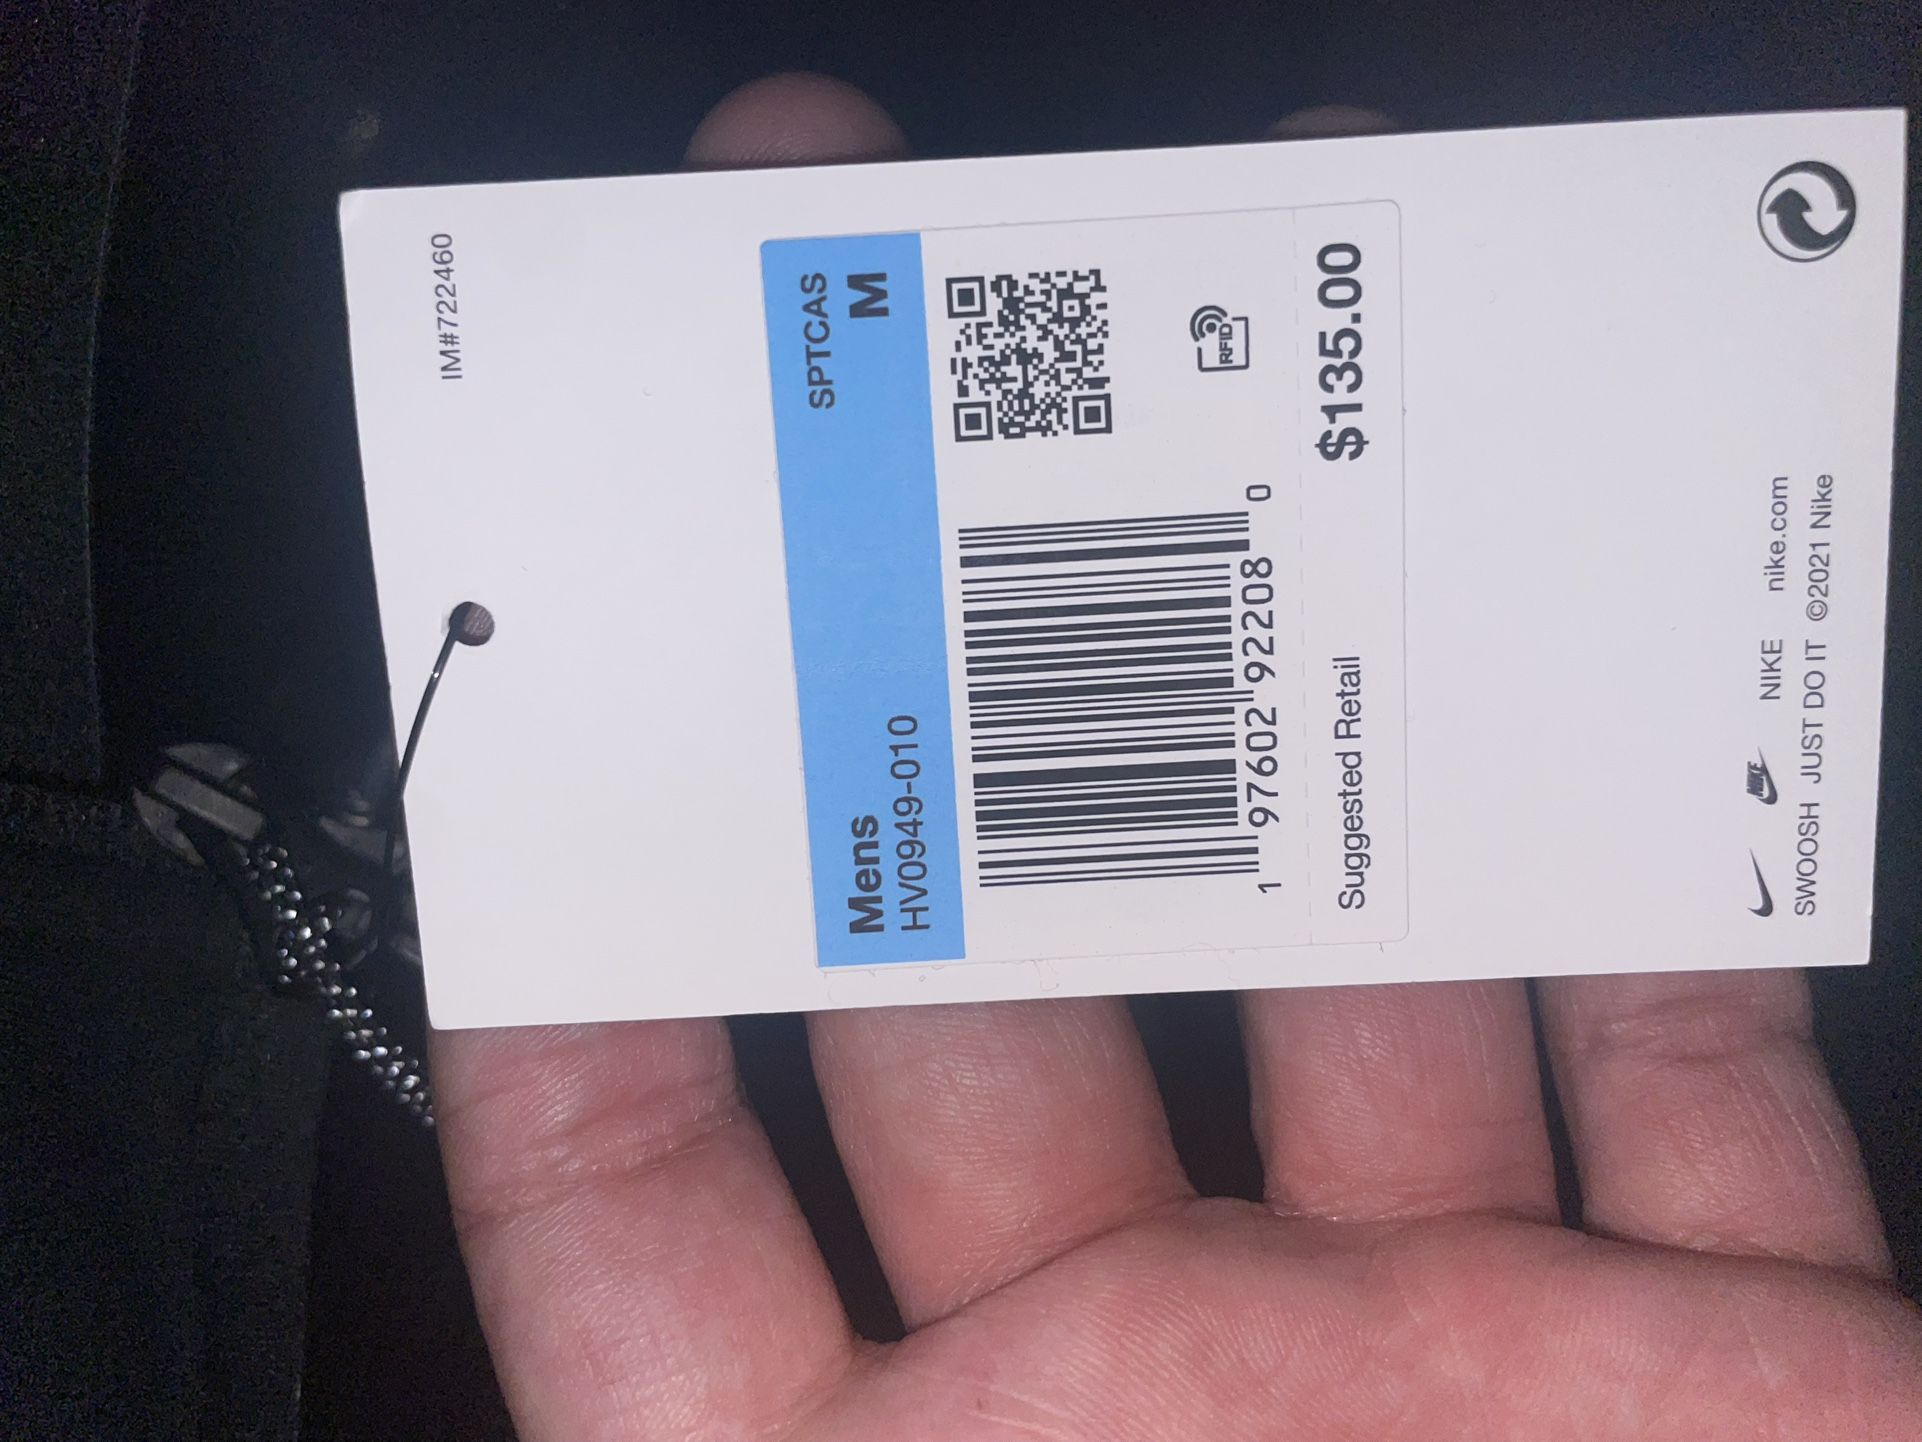 IM#722460
SPTCAS
Mens M
HV0949-010
1 97602 92208 0
RFID
Suggested Retail $135.00
NIKE NIKE nike.com
SWOOSH JUST DO IT ©2021 Nike